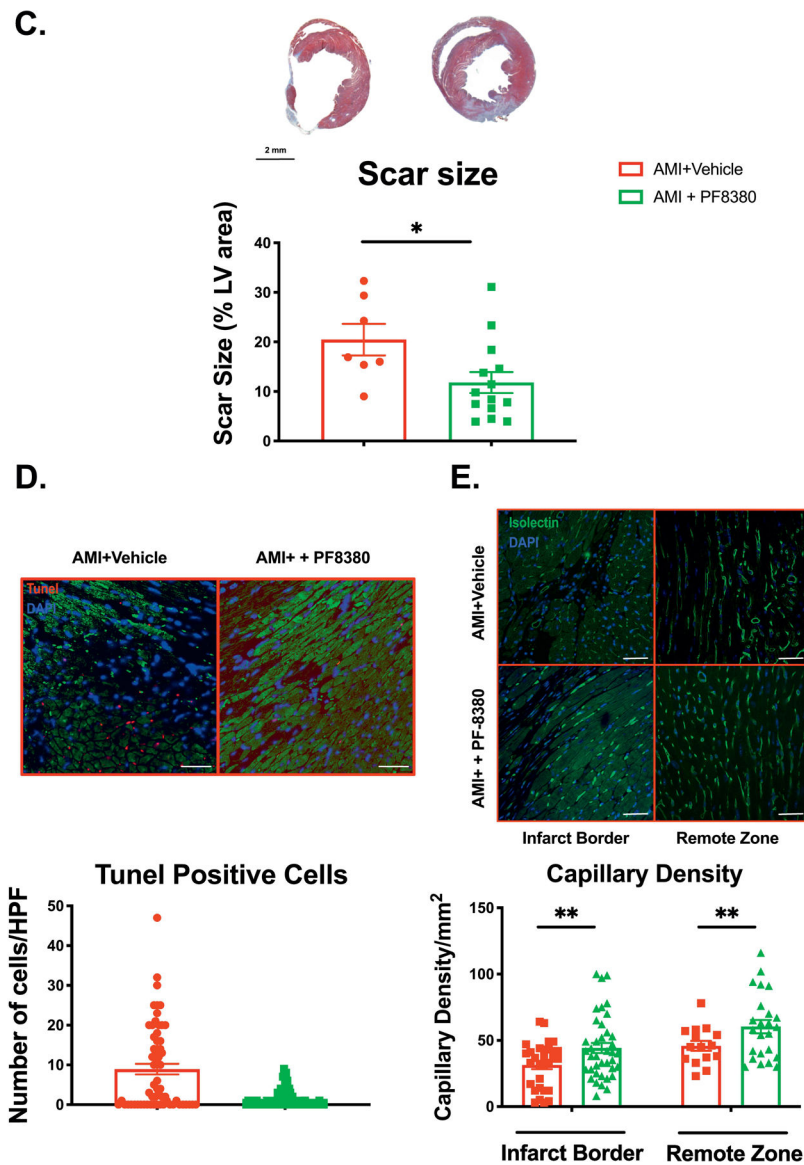 C.
2 mm
Scar size
AMI+Vehicle
AMI + PF8380
Scar Size (% LV area)
40
30
20
10
0
*
D.
AMI+Vehicle
AMI+ + PF8380
Tunel
DAPI
Tunel Positive Cells
Number of cells/HPF
50
40
30
20
10
0
E.
Isolectin
DAPI
AMI+Vehicle
AMI+ + PF-8380
Infarct Border
Remote Zone
Capillary Density
Capillary Density/mm²
150
100
50
0
**
**
Infarct Border
Remote Zone